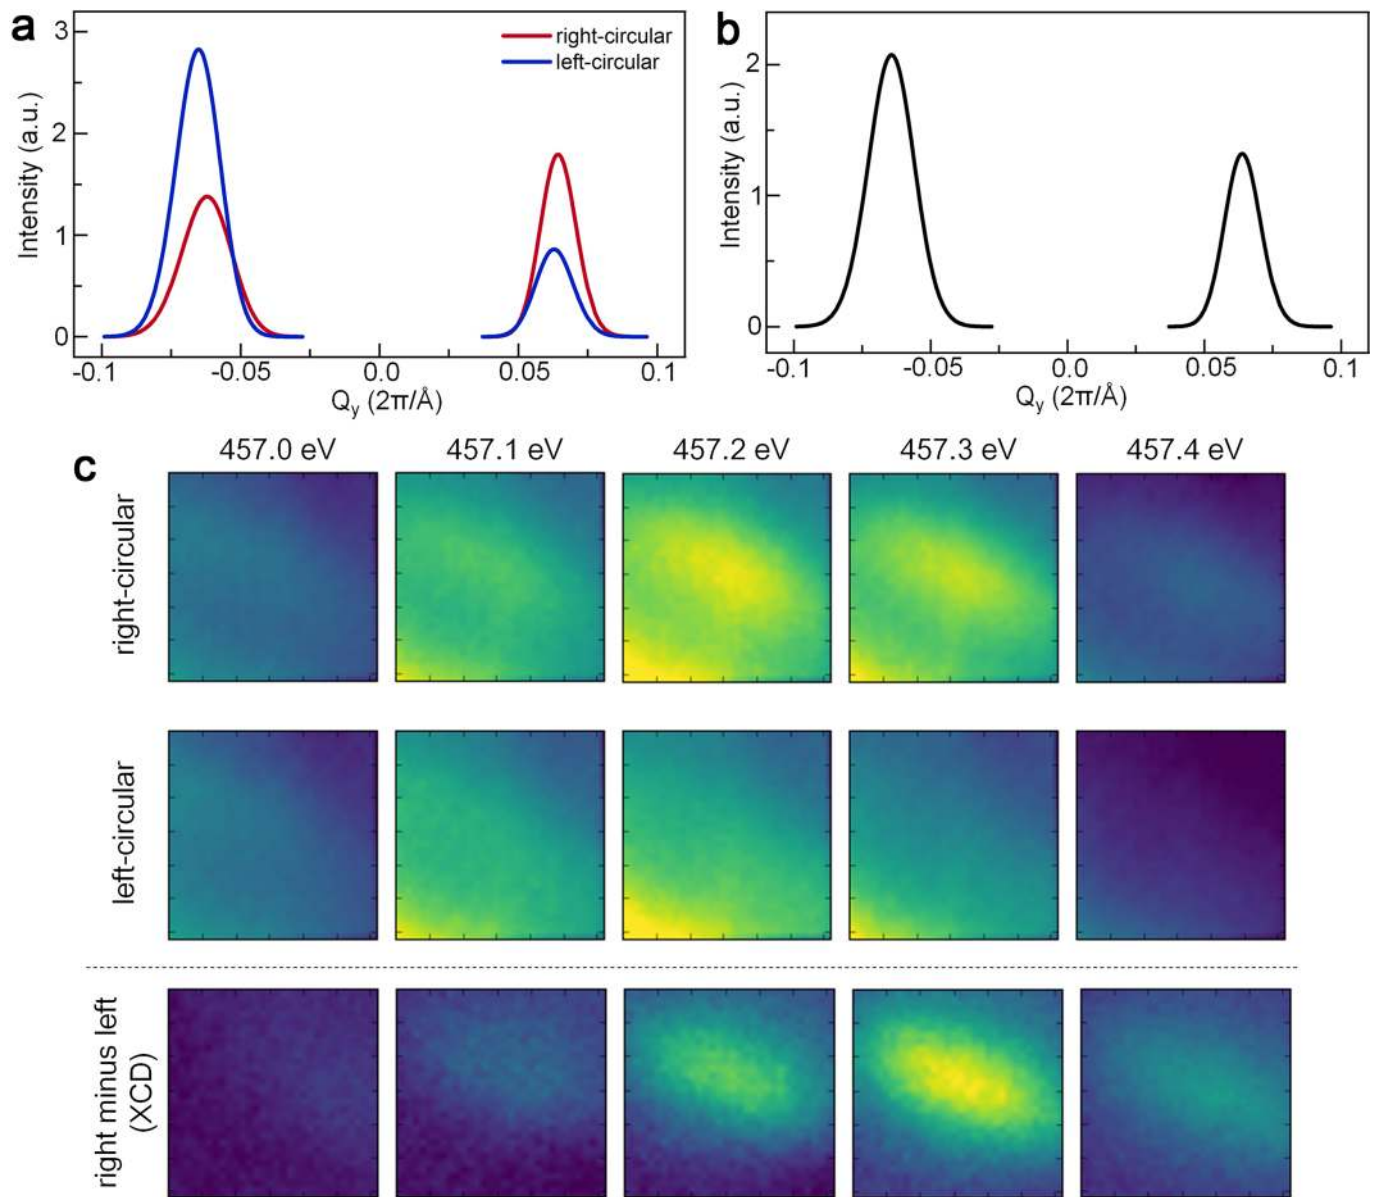 a
3
2
1
0
Intensity (a.u.)
right-circular
left-circular
-0.1
-0.05
0.0
0.05
0.1
Qy (2π/Å)
b
2
1
0
Intensity (a.u.)
-0.1
-0.05
0.0
0.05
0.1
Qy (2π/Å)
c
457.0 eV
457.1 eV
457.2 eV
457.3 eV
457.4 eV
right-circular
left-circular
right minus left
(XCD)